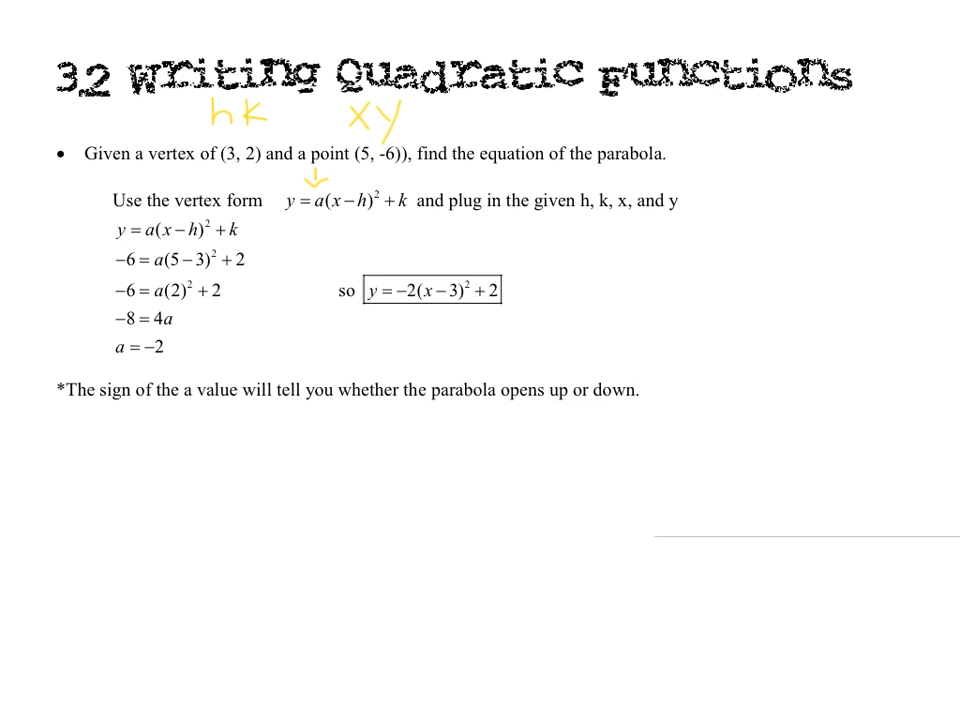 3.2 Writing Quadratic Functions
h k x y
• Given a vertex of (3, 2) and a point (5, -6)), find the equation of the parabola.
Use the vertex form y = a(x − h)² + k and plug in the given h, k, x, and y
y = a(x − h)² + k
−6 = a(5 − 3)² + 2
−6 = a(2)² + 2 so y = −2(x − 3)² + 2
−8 = 4a
a = −2
*The sign of the a value will tell you whether the parabola opens up or down.